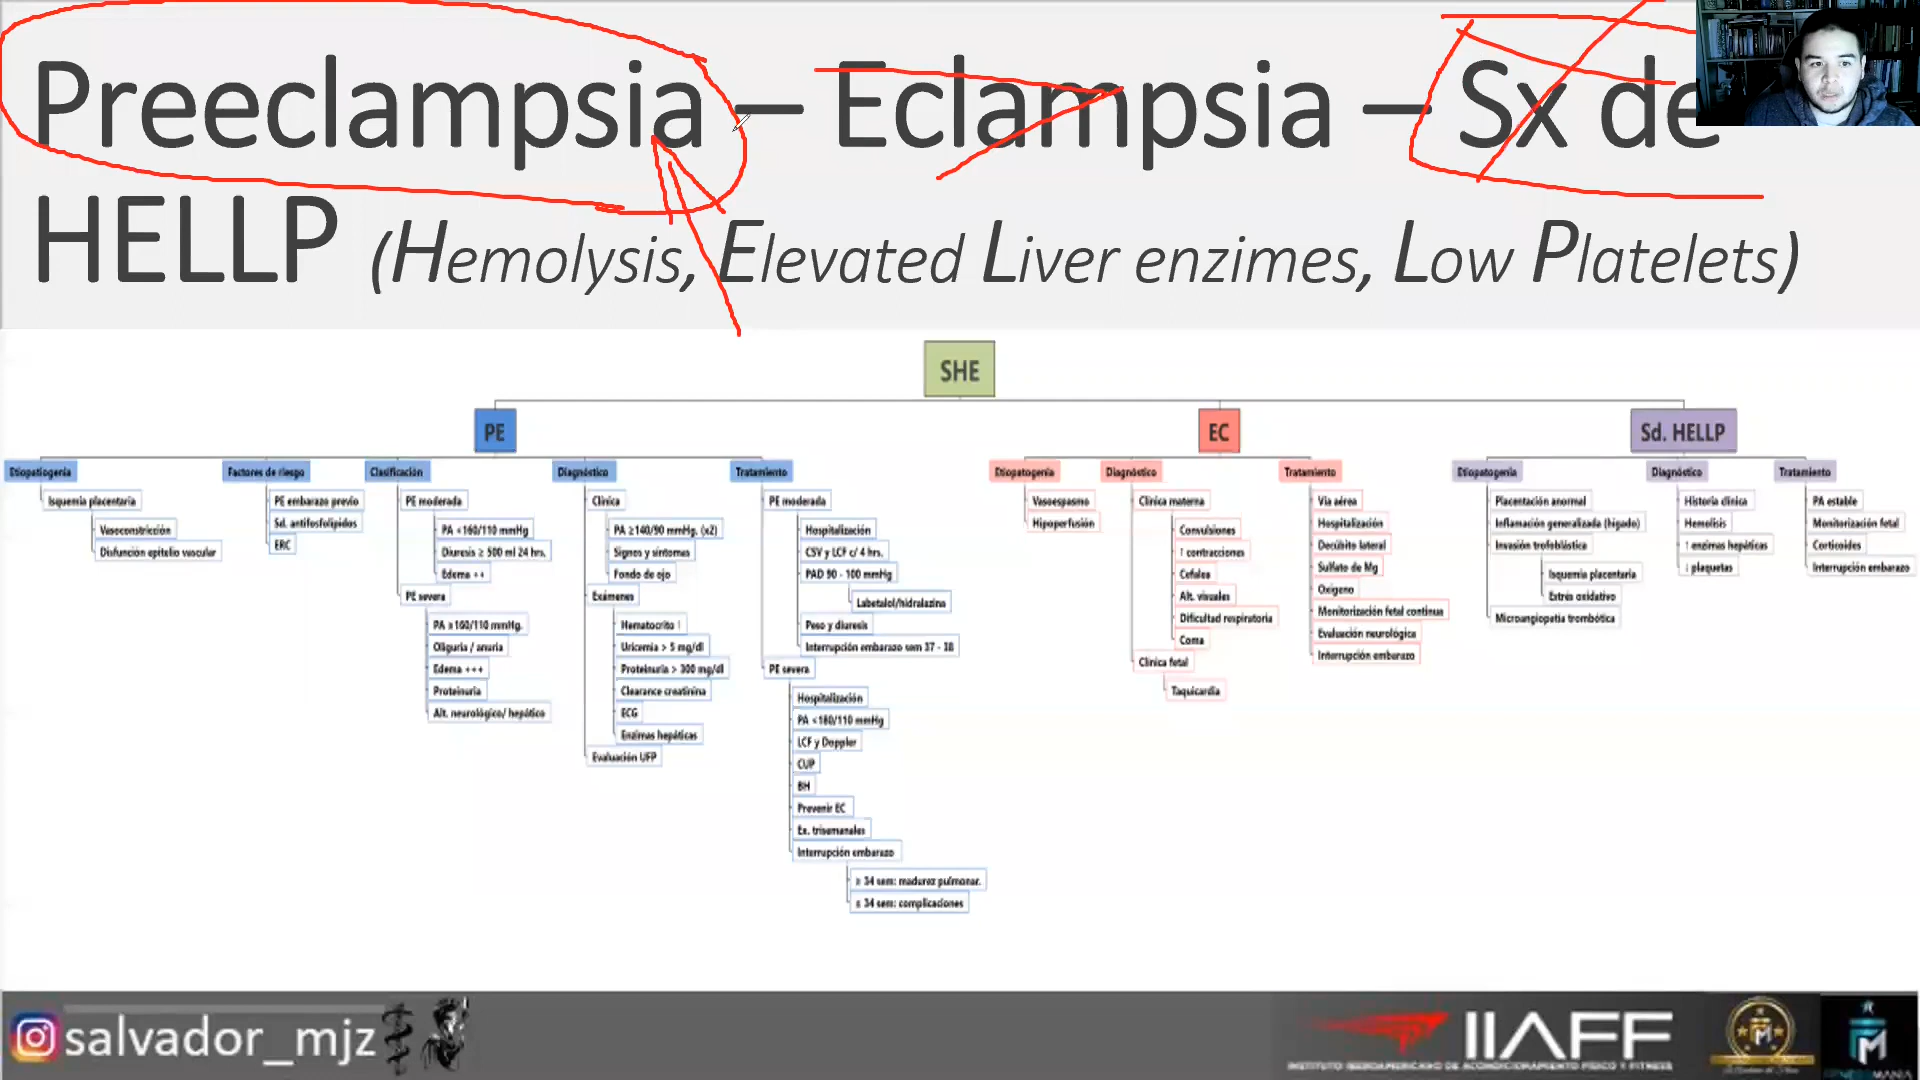 Preeclampsia – Eclampsia – Sx de
HELLP (Hemolysis, Elevated Liver enzimes, Low Platelets)
SHE
PE
Etiopatiogenia
Isquemia placentaria
Vasoconstricción
Disfunción epitelio vascular
Factores de riesgo
PE embarazo previo
Sd. antifosfolípidos
ERC
Clasificación
PE moderada
PA <160/110 mmHg
Diuresis ≥ 500 ml 24 hrs.
Edema ++
PE severa
PA ≥160/110 mmHg.
Oliguria / anuria
Edema +++
Proteinuria
Alt. neurológico/ hepático
Diagnóstico
Clínica
PA ≥140/90 mmHg. (x2)
Signos y síntomas
Fondo de ojo
Exámenes
Hematocrito ↑
Uricemia > 5 mg/dl
Proteinuria > 300 mg/dl
Clearance creatinina
ECG
Enzimas hepáticas
Evaluación UFP
Tratamiento
PE moderada
Hospitalización
CSV y LCF c/ 4 hrs.
PAD 90 - 100 mmHg
Labetalol/hidralazina
Peso y diuresis
Interrupción embarazo sem 37 - 38
PE severa
Hospitalización
PA <160/110 mmHg
LCF y Doppler
CUP
BH
Prevenir EC
Ex. trisemanales
Interrupción embarazo
≥ 34 sem: madurez pulmonar.
≤ 34 sem: complicaciones
EC
Etiopatogenia
Vasoespasmo
Hipoperfusión
Diagnóstico
Clínica materna
Convulsiones
↑ contracciones
Cefalea
Alt. visuales
Dificultad respiratoria
Coma
Clínica fetal
Taquicardia
Tratamiento
Vía aérea
Hospitalización
Decúbito lateral
Sulfato de Mg
Oxígeno
Monitorización fetal continua
Evaluación neurológica
Interrupción embarazo
Sd. HELLP
Etiopatogenia
Placentación anormal
Inflamación generalizada (hígado)
Invasión trofoblástica
Isquemia placentaria
Estrés oxidativo
Microangiopatía trombótica
Diagnóstico
Historia clínica
Hemolisis
↑ enzimas hepáticas
↓ plaquetas
Tratamiento
PA estable
Monitorización fetal
Corticoides
Interrupción embarazo
salvador_mjz
IIAFF
INSTITUTO IBEROAMERICANO DE ACONDICIONAMIENTO FISICO Y FITNESS